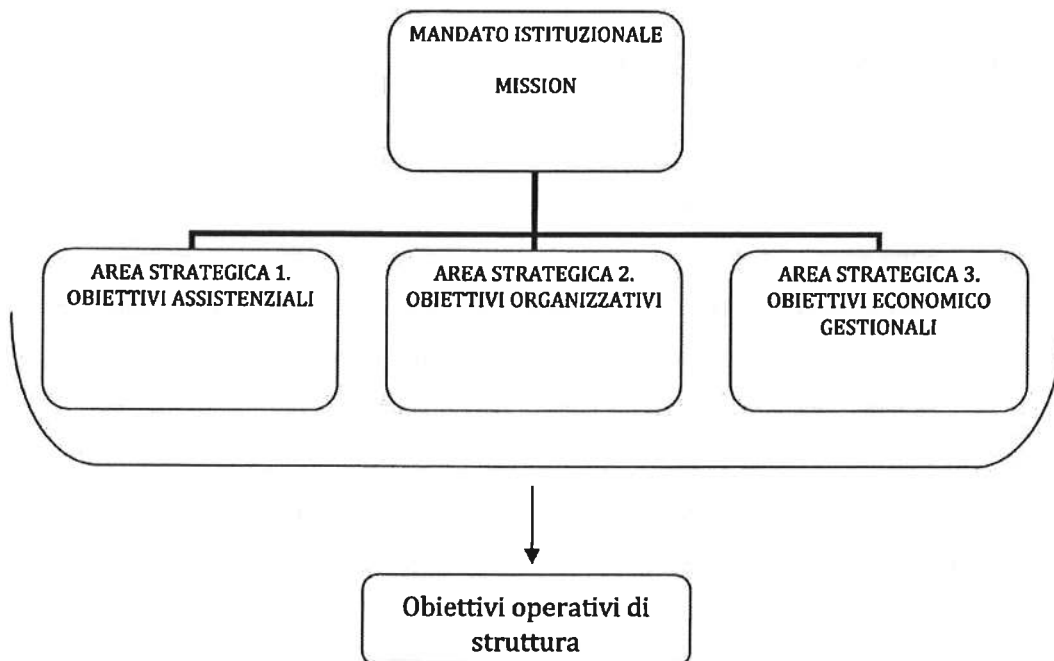 MANDATO ISTITUZIONALE
MISSION
AREA STRATEGICA 1.
OBIETTIVI ASSISTENZIALI
AREA STRATEGICA 2.
OBIETTIVI ORGANIZZATIVI
AREA STRATEGICA 3.
OBIETTIVI ECONOMICO
GESTIONALI
Obiettivi operativi di
struttura